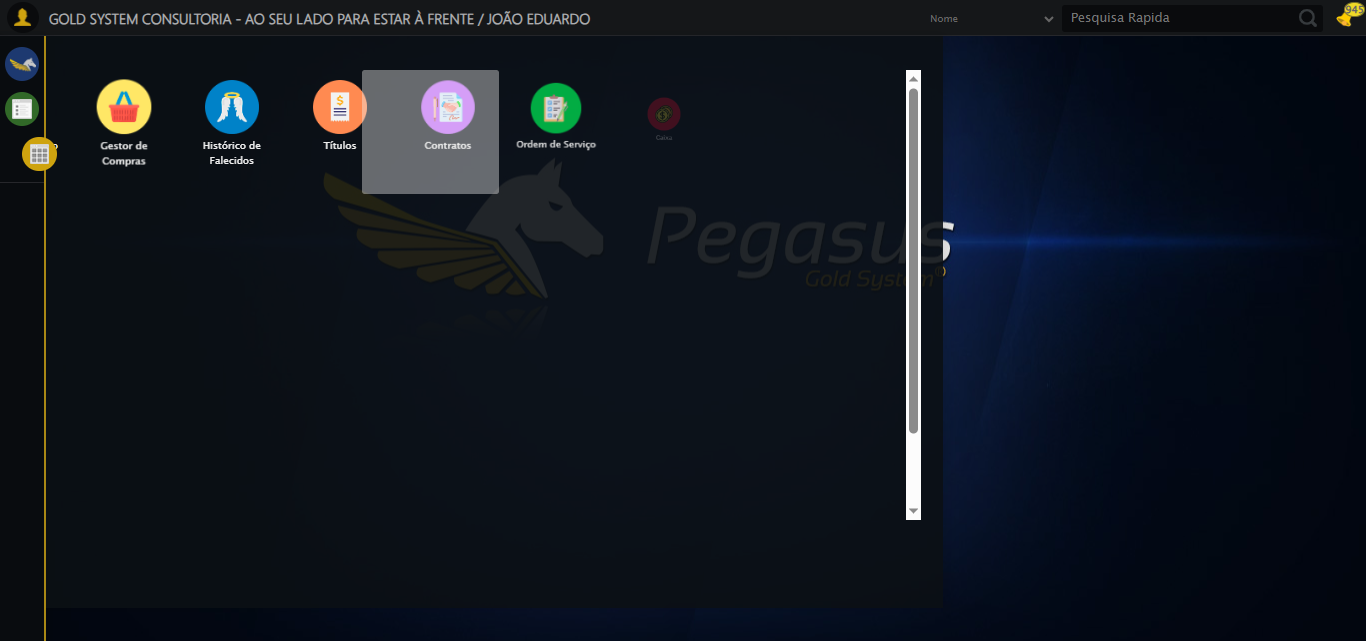 GOLD SYSTEM CONSULTORIA - AO SEU LADO PARA ESTAR À FRENTE / JOÃO EDUARDO
Nome
Pesquisa Rapida
945
Gestor de
Compras
Histórico de
Falecidos
Títulos
Contratos
Ordem de Serviço
Caixa
Pegasus
Gold System®